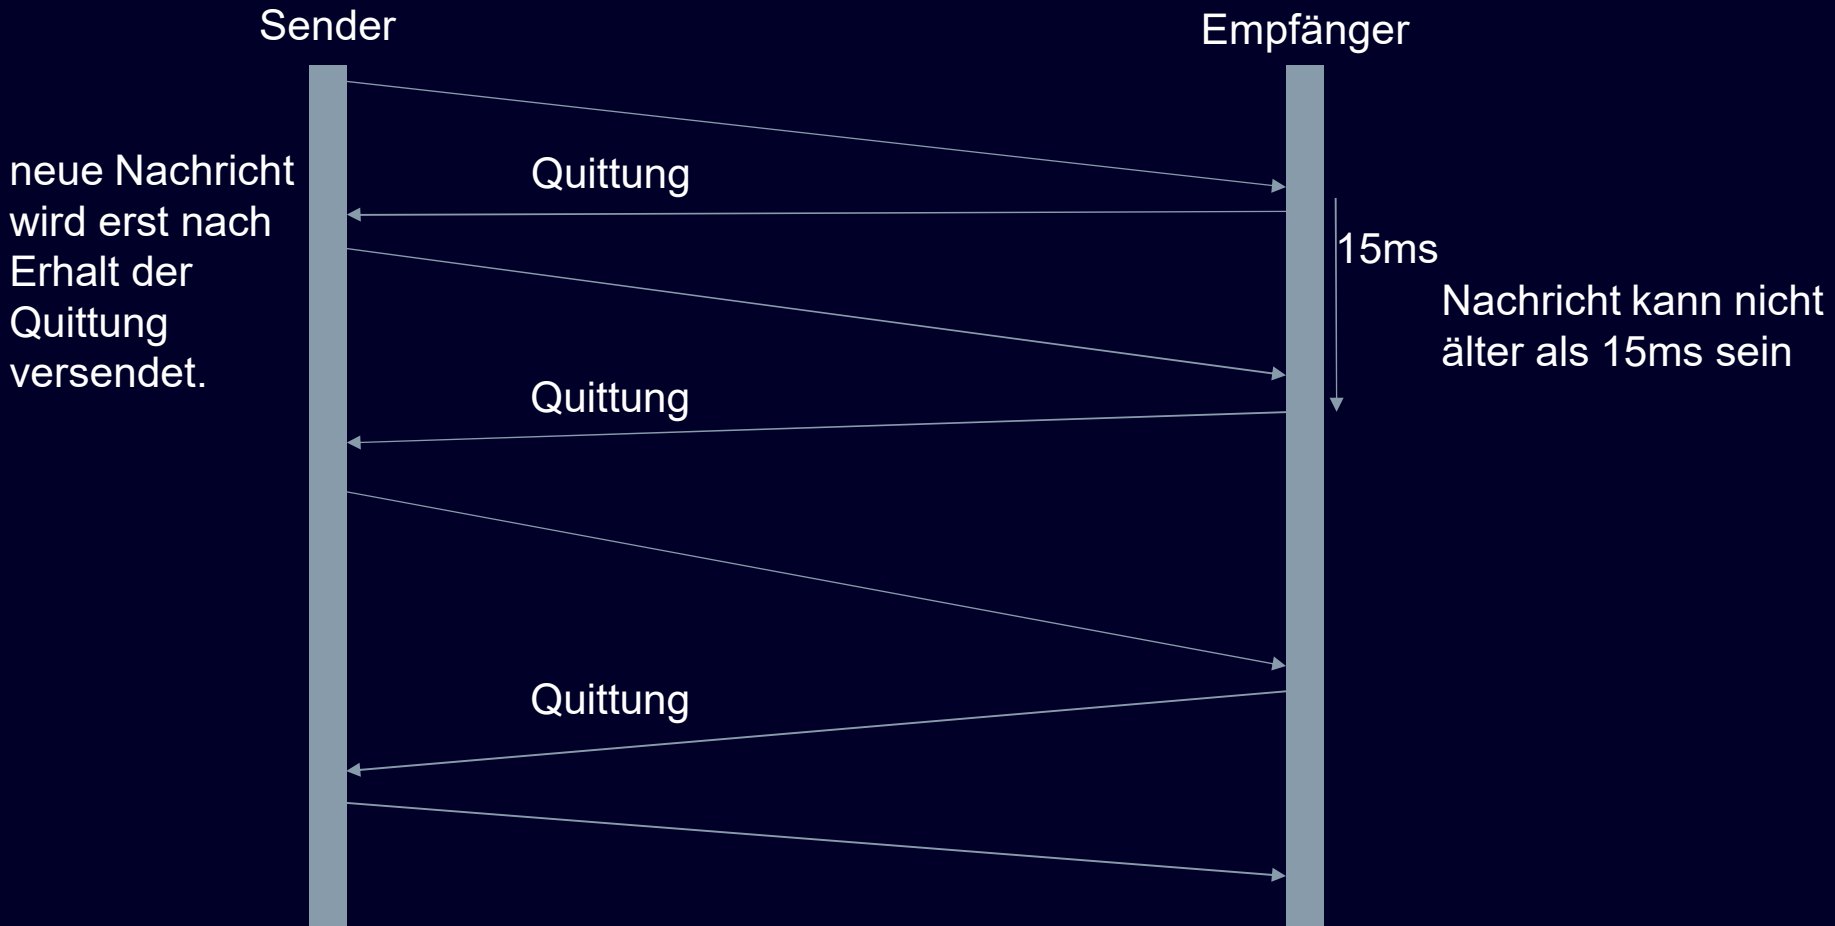 Sender
Empfänger
neue Nachricht
wird erst nach
Erhalt der
Quittung
versendet.
Quittung
15ms
Nachricht kann nicht
älter als 15ms sein
Quittung
Quittung